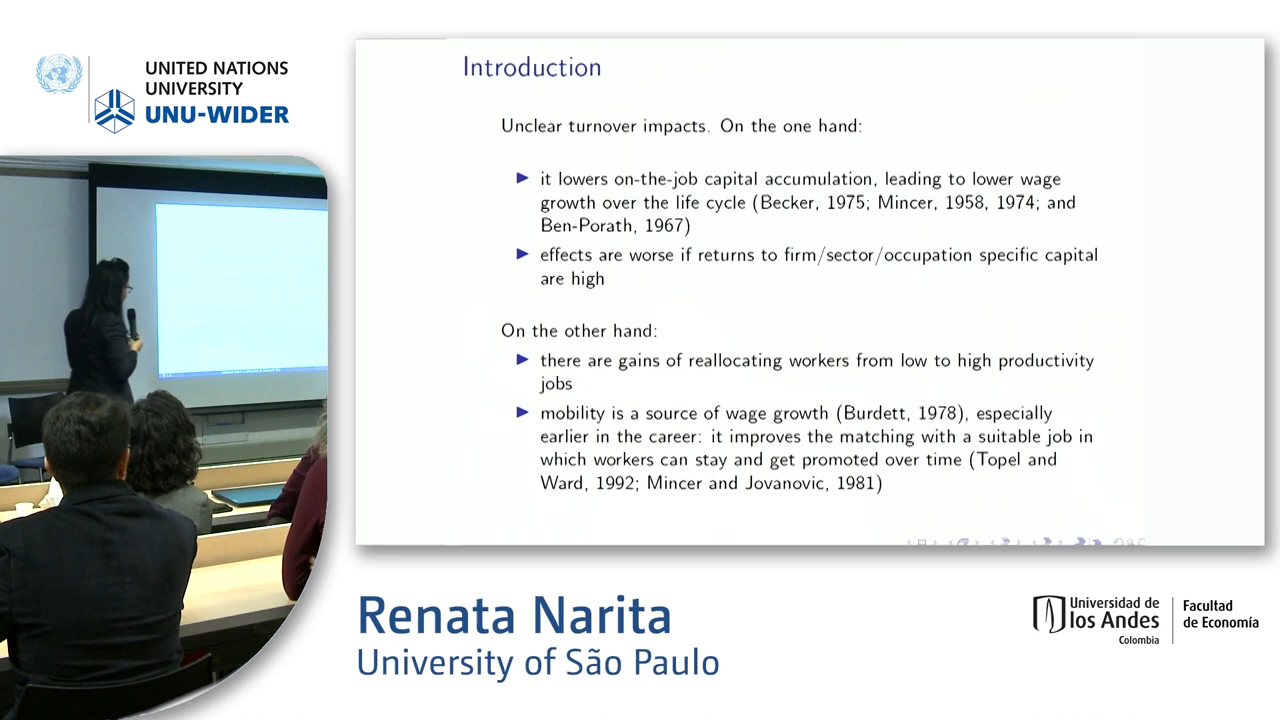 UNITED NATIONS
UNIVERSITY
UNU-WIDER
Introduction
Unclear turnover impacts. On the one hand:
it lowers on-the-job capital accumulation, leading to lower wage
growth over the life cycle (Becker, 1975; Mincer, 1958, 1974; and
Ben-Porath, 1967)
effects are worse if returns to firm/sector/occupation specific capital
are high
On the other hand:
there are gains of reallocating workers from low to high productivity
jobs
mobility is a source of wage growth (Burdett, 1978), especially
earlier in the career: it improves the matching with a suitable job in
which workers can stay and get promoted over time (Topel and
Ward, 1992; Mincer and Jovanovic, 1981)
Renata Narita
University of São Paulo
Universidad de
los Andes
Colombia
Facultad
de Economía